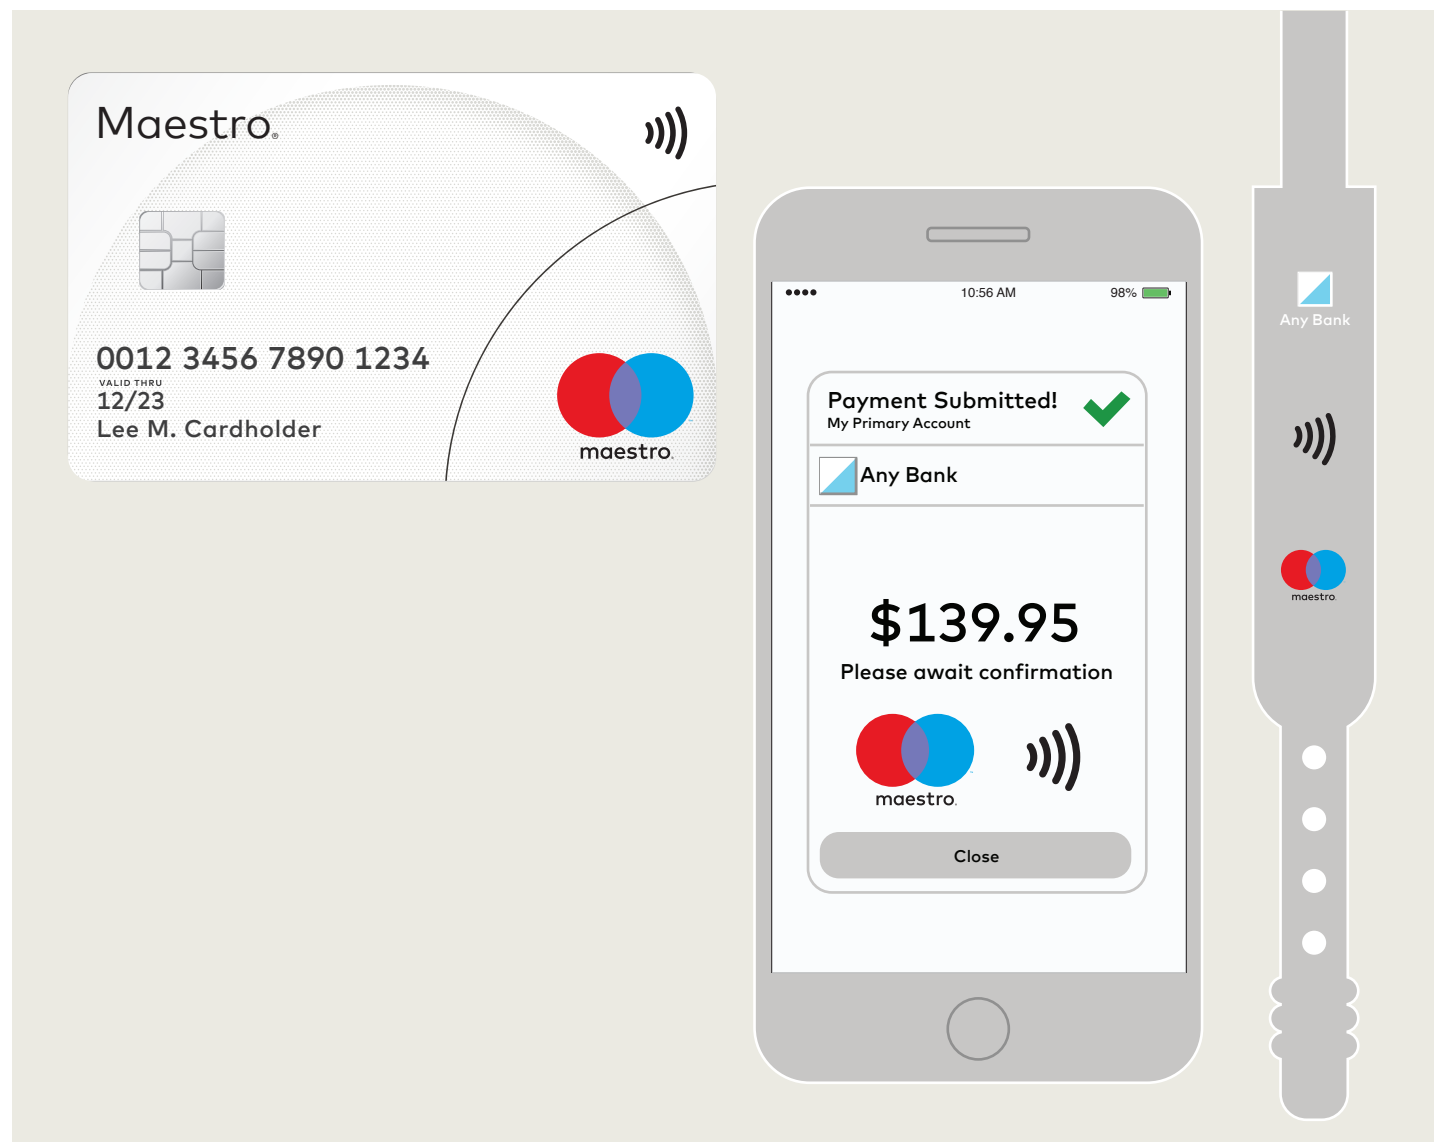 Maestro®
0012 3456 7890 1234
VALID THRU
12/23
Lee M. Cardholder
maestro.
10:56 AM
98%
Payment Submitted!
My Primary Account
Any Bank
$139.95
Please await confirmation
maestro.
Close
Any Bank
maestro.